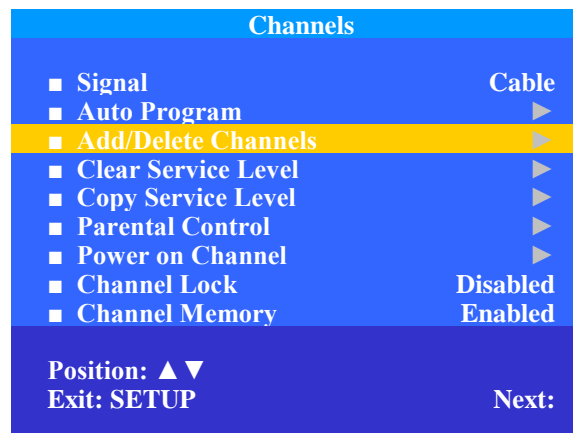 Channels
■ Signal Cable
■ Auto Program ►
■ Add/Delete Channels ►
■ Clear Service Level ►
■ Copy Service Level ►
■ Parental Control ►
■ Power on Channel ►
■ Channel Lock Disabled
■ Channel Memory Enabled
Position: ▲▼
Exit: SETUP Next: